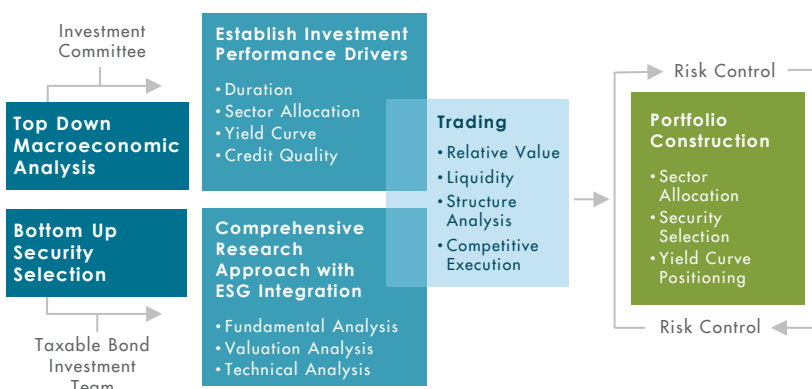 Investment
Committee
Top Down
Macroeconomic
Analysis
Establish Investment
Performance Drivers
• Duration
• Sector Allocation
• Yield Curve
• Credit Quality
Bottom Up
Security
Selection
Taxable Bond
Investment
Team
Comprehensive
Research
Approach with
ESG Integration
• Fundamental Analysis
• Valuation Analysis
• Technical Analysis
Trading
• Relative Value
• Liquidity
• Structure
Analysis
• Competitive
Execution
Risk Control
Portfolio
Construction
• Sector
Allocation
• Security
Selection
• Yield Curve
Positioning
Risk Control